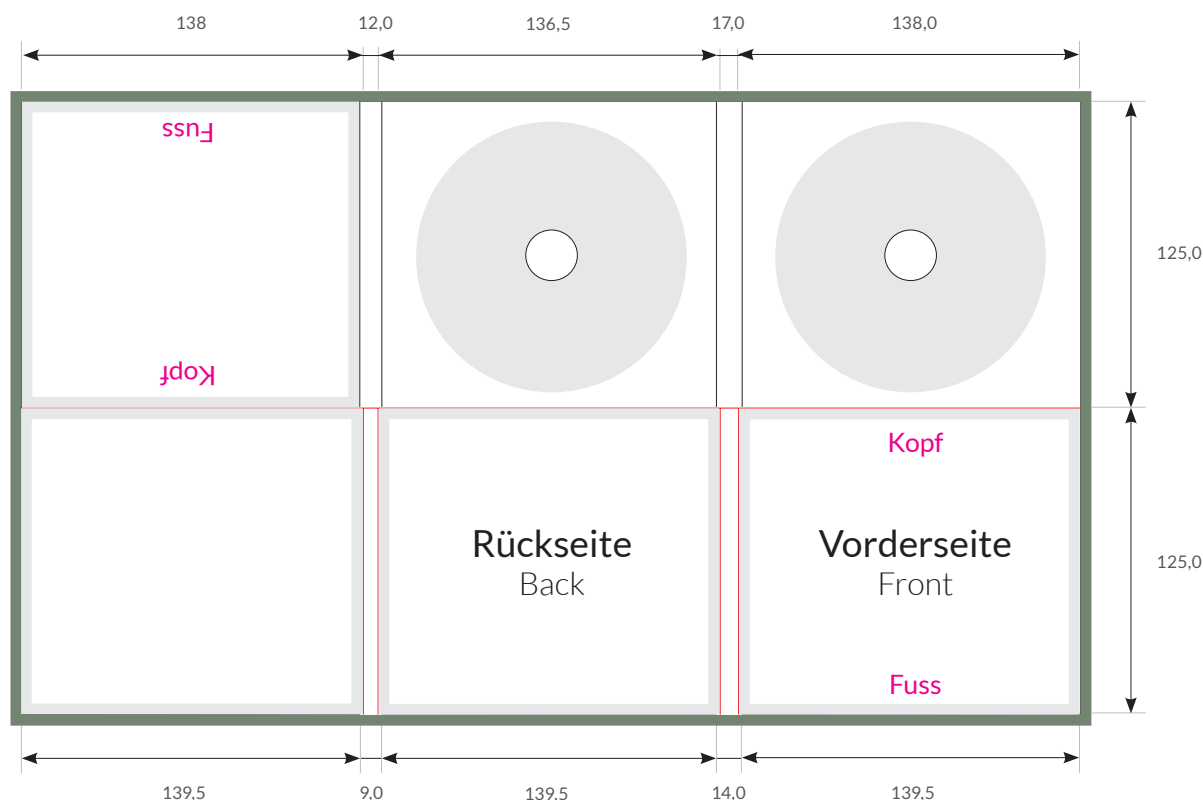 138 12,0 136,5 17,0 138,0
Fuss
125,0
Kopf
Kopf
Rückseite Vorderseite
Back Front
125,0
Fuss
139,5 9,0 139,5 14,0 139,5